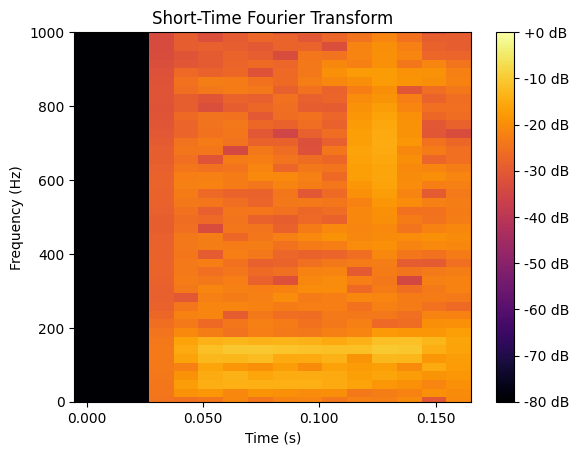 Short-Time Fourier Transform
Frequency (Hz)
1000
800
600
400
200
0
0.000
0.050
0.100
0.150
Time (s)
+0 dB
-10 dB
-20 dB
-30 dB
-40 dB
-50 dB
-60 dB
-70 dB
-80 dB